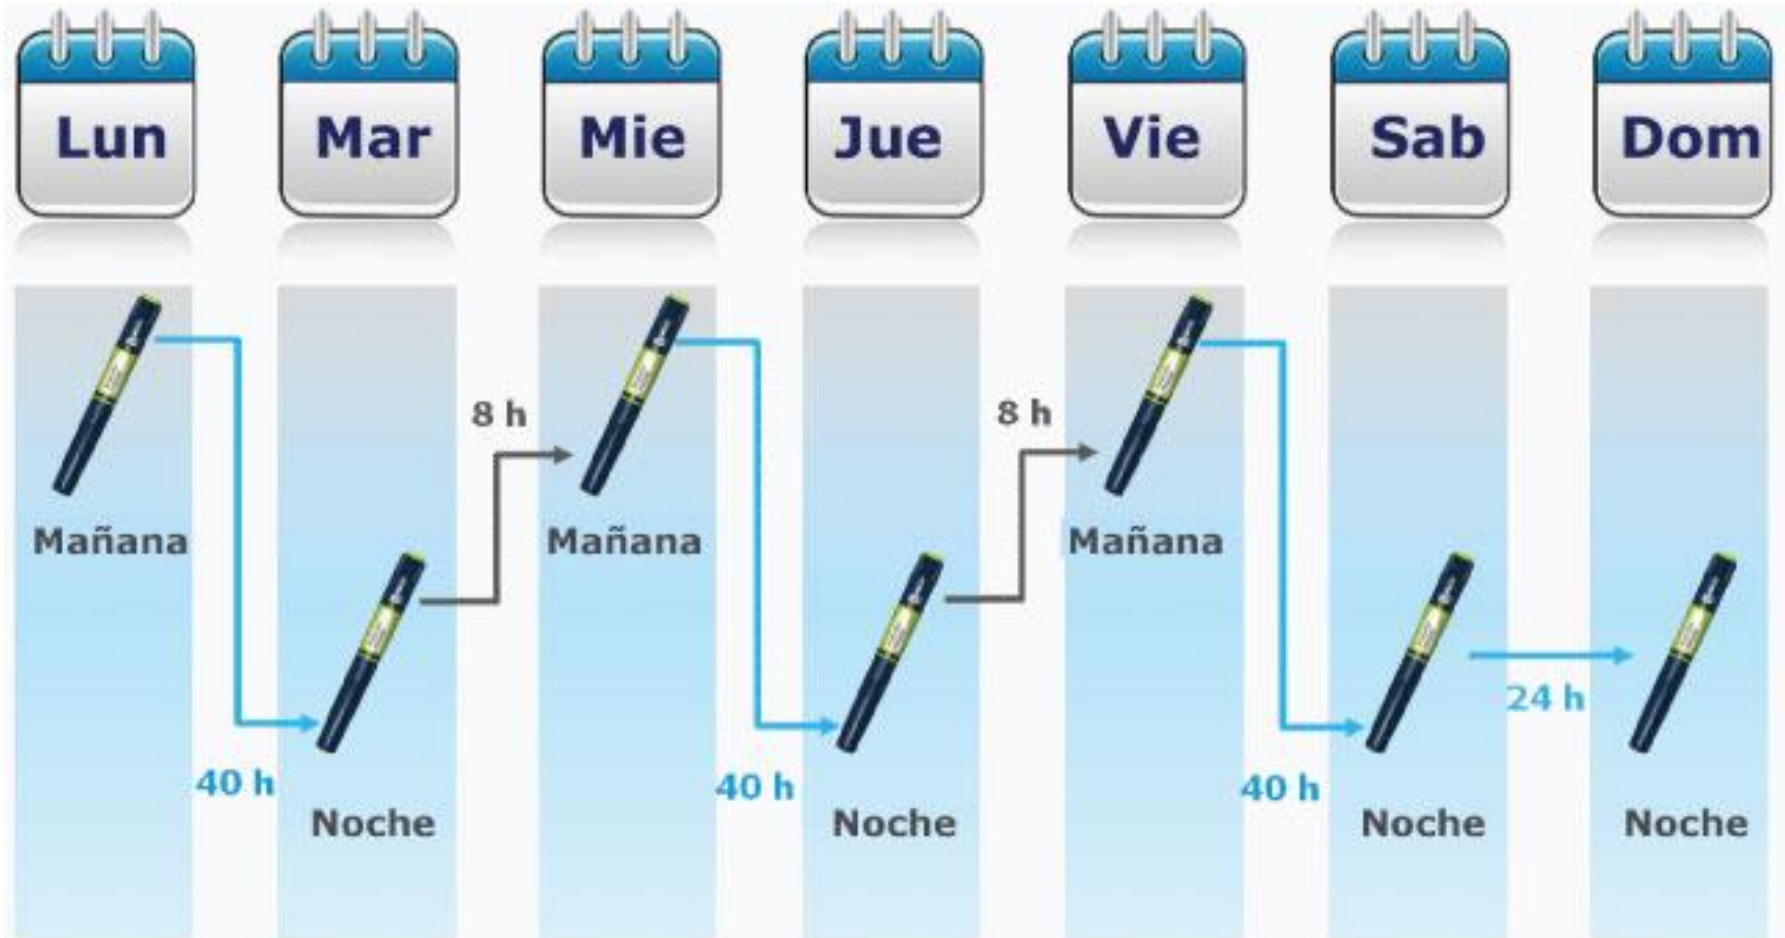 Lun
Mar
Mie
Jue
Vie
Sab
Dom
8 h
8 h
Mañana
Mañana
Mañana
24 h
40 h
40 h
40 h
Noche
Noche
Noche
Noche